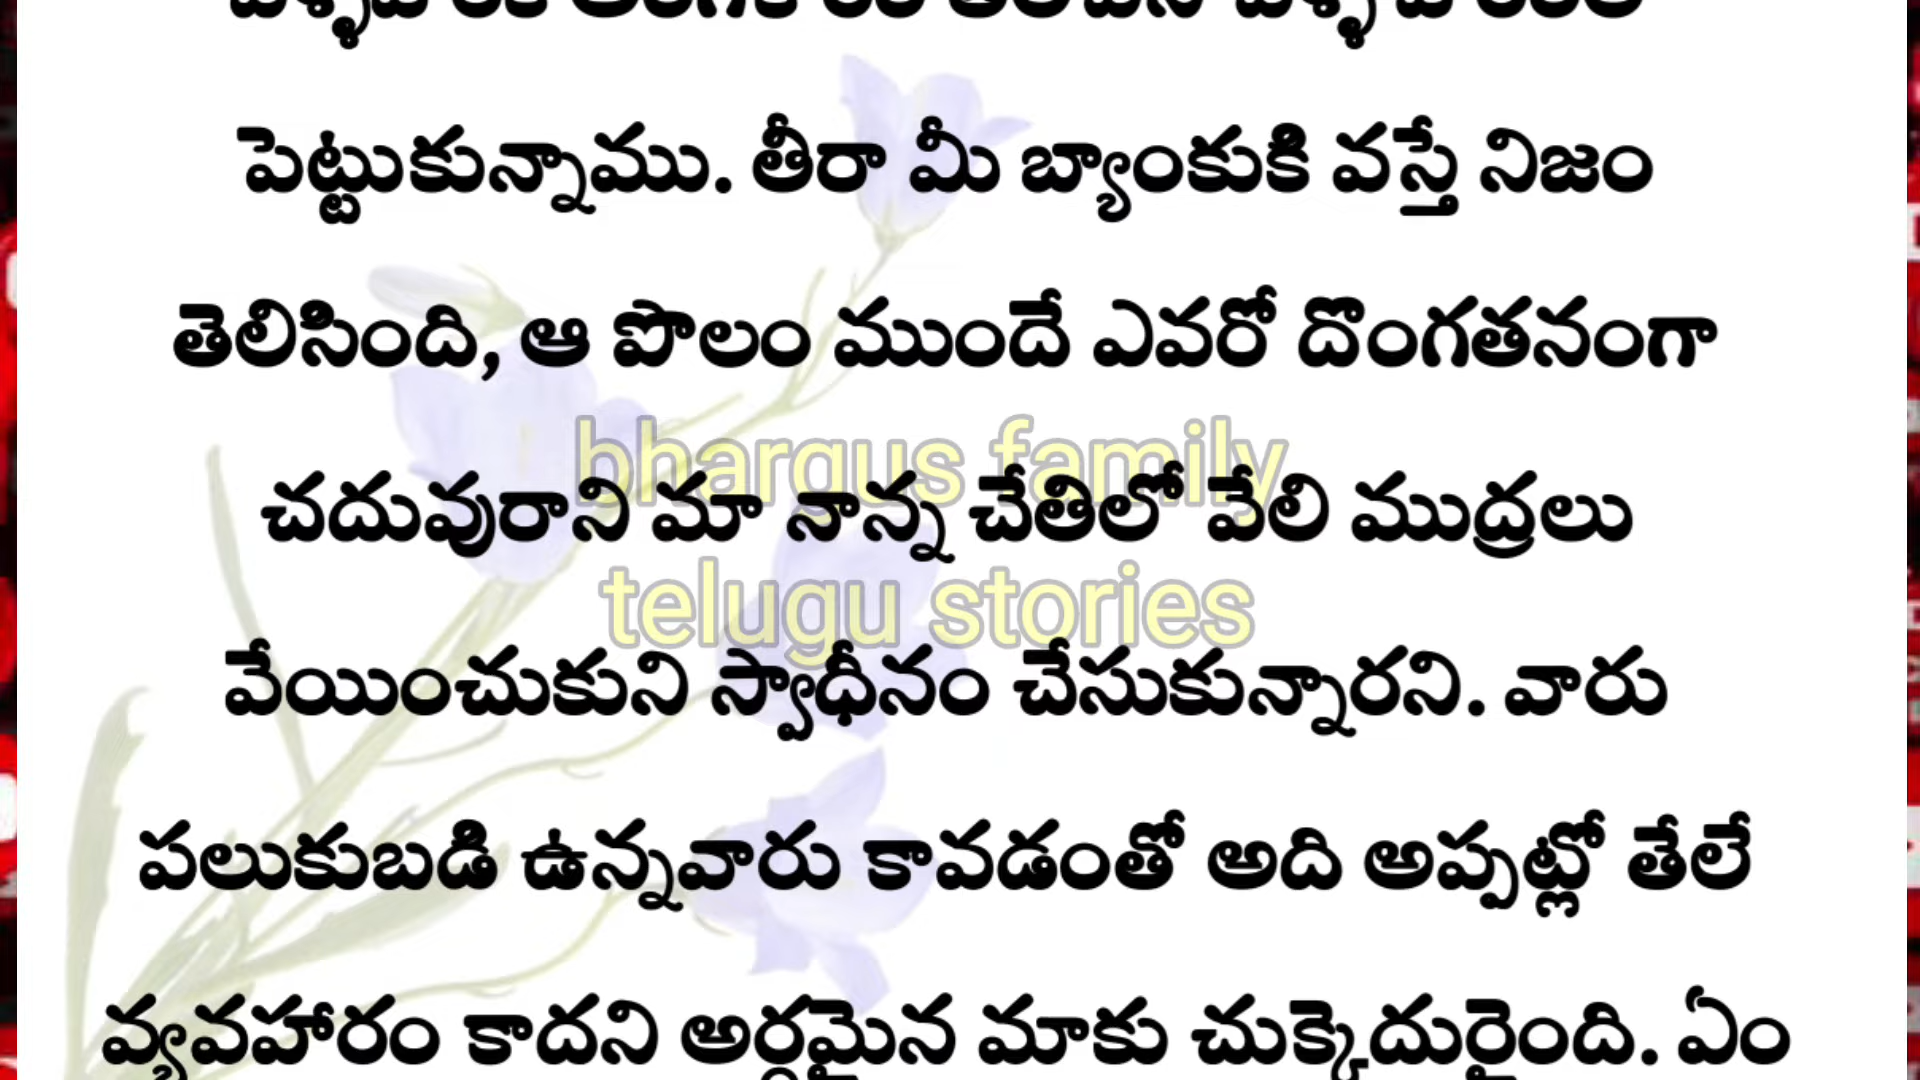 పెట్టుకున్నాము. తీరా మీ బ్యాంకుకి వస్తే నిజం
తెలిసింది, ఆ పొలం ముందే ఎవరో దొంగతనంగా
bhargus family
చదువురాని మా నాన్న చేతిలో వేలి ముద్రలు
telugu stories
వేయించుకుని స్వాధీనం చేసుకున్నారని. వారు
పలుకుబడి ఉన్నవారు కావడంతో అది అప్పట్లో తేలే
వ్యవహారం కాదని అర్ధమైన మాకు చుక్కెదురైంది. ఏం